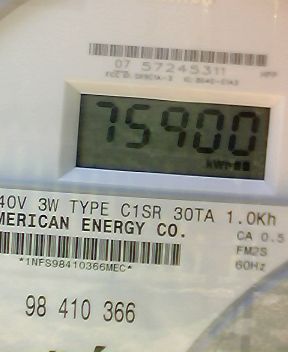 07 57245311
75900
40V 3W TYPE C1SR 30TA 1.0Kh
MERICAN ENERGY CO.
CA 0.5
FM2S
*1NFS98410366MEC*
60Hz
98 410 366